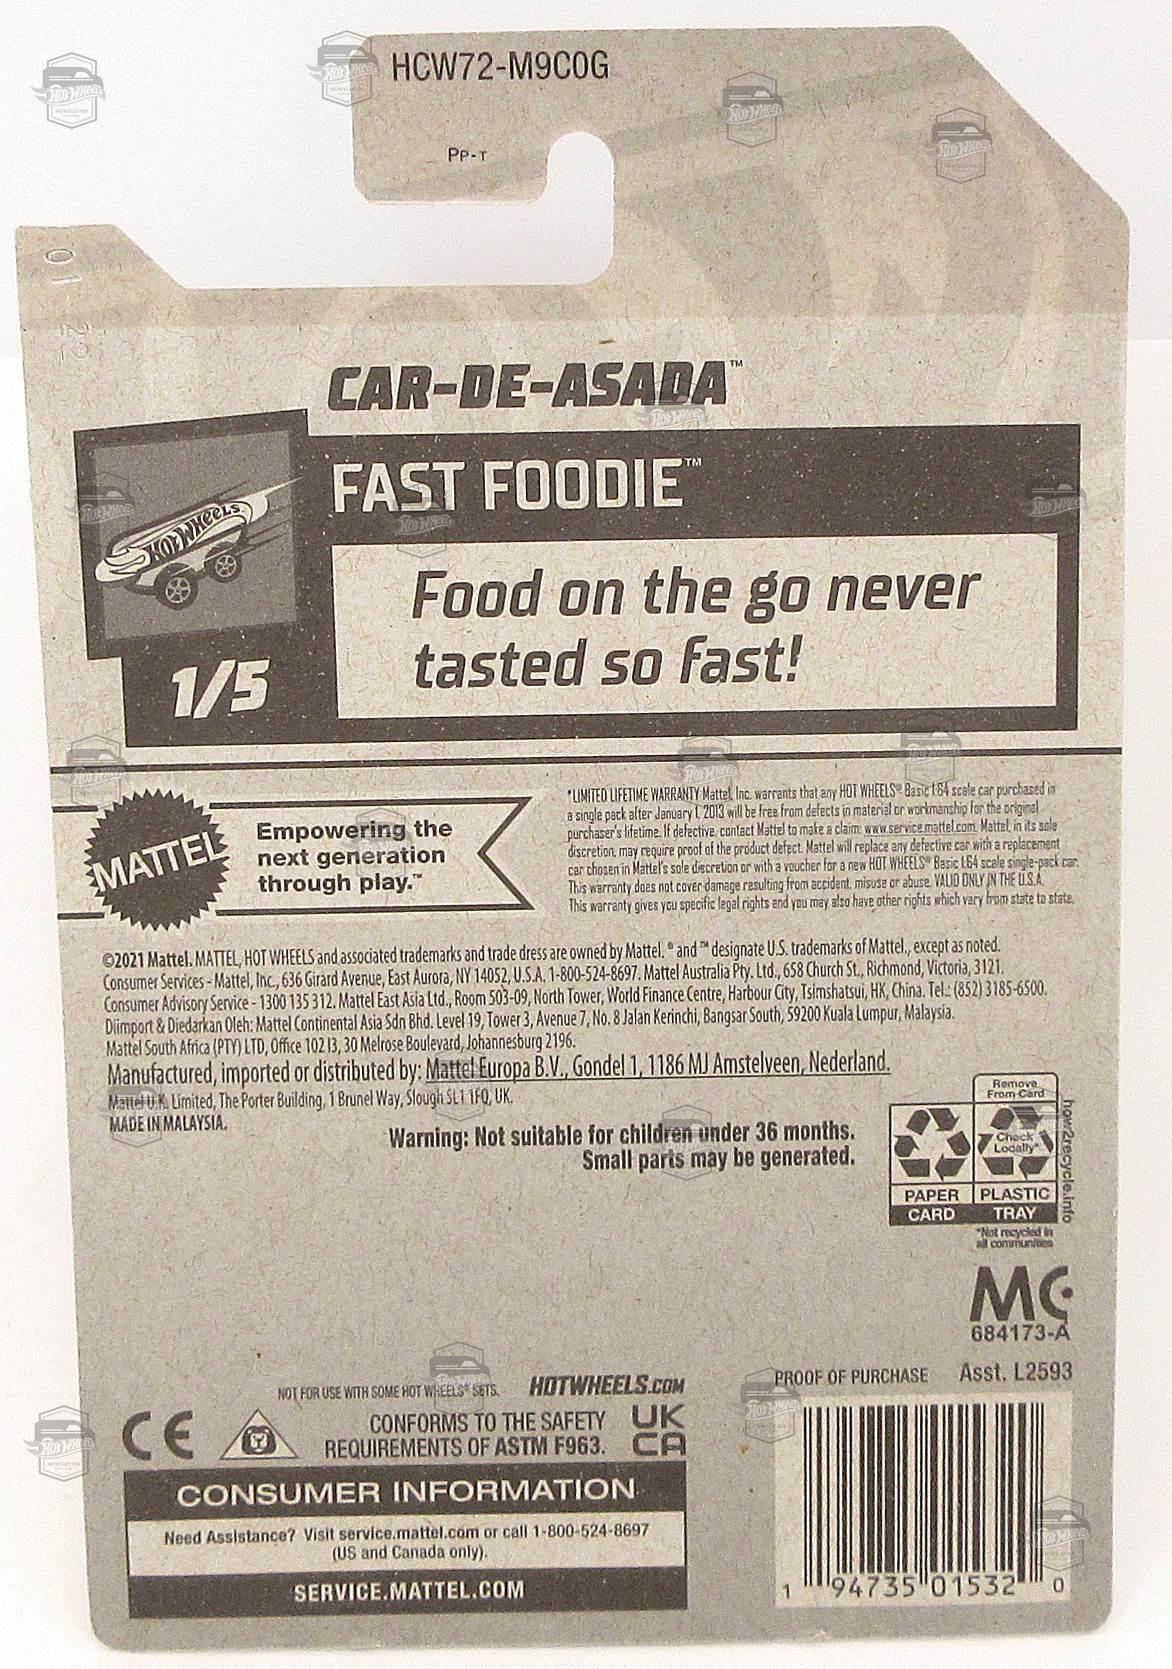 HCW72-M9C0G
PP-T
01 22
CAR-DE-ASADA™
FAST FOODIE™
HOT WHEELS
Food on the go never
tasted so fast!
1/5
MATTEL
Empowering the
next generation
through play.™
*LIMITED LIFETIME WARRANTY Mattel, Inc. warrants that any HOT WHEELS® Basic 1:64 scale car purchased in
a single pack after January 1, 2013 will be free from defects in material or workmanship for the original
purchaser's lifetime. If defective, contact Mattel to make a claim: www.service.mattel.com. Mattel, in its sole
discretion, may require proof of the product defect. Mattel will replace any defective car with a replacement
car chosen in Mattel's sole discretion or with a voucher for a new HOT WHEELS® Basic 1:64 scale single-pack car.
This warranty does not cover damage resulting from accident, misuse or abuse. VALID ONLY IN THE U.S.A.
This warranty gives you specific legal rights and you may also have other rights which vary from state to state.
©2021 Mattel. MATTEL, HOT WHEELS and associated trademarks and trade dress are owned by Mattel. ® and ™ designate U.S. trademarks of Mattel., except as noted.
Consumer Services - Mattel, Inc., 636 Girard Avenue, East Aurora, NY 14052, U.S.A. 1-800-524-8697. Mattel Australia Pty. Ltd., 658 Church St., Richmond, Victoria, 3121.
Consumer Advisory Service - 1300 135 312. Mattel East Asia Ltd., Room 503-09, North Tower, World Finance Centre, Harbour City, Tsimshatsui, HK, China. Tel.: (852) 3185-6500.
Diimport & Diedarkan Oleh: Mattel Continental Asia Sdn Bhd. Level 19, Tower 3, Avenue 7, No. 8 Jalan Kerinchi, Bangsar South, 59200 Kuala Lumpur, Malaysia.
Mattel South Africa (PTY) LTD, Office 102 I3, 30 Melrose Boulevard, Johannesburg 2196.
Manufactured, imported or distributed by: Mattel Europa B.V., Gondel 1, 1186 MJ Amstelveen, Nederland.
Mattel U.K. Limited, The Porter Building, 1 Brunel Way, Slough SL1 1FQ, UK.
MADE IN MALAYSIA.
Warning: Not suitable for children under 36 months.
Small parts may be generated.
Remove
From Card
Check
Locally*
PAPER
PLASTIC
CARD
TRAY
how2recycle.info
*Not recycled in
all communities
MC
684173-A
PROOF OF PURCHASE Asst. L2593
NOT FOR USE WITH SOME HOT WHEELS® SETS. HOTWHEELS.COM
CE
CONFORMS TO THE SAFETY
REQUIREMENTS OF ASTM F963.
UK
CA
CONSUMER INFORMATION
Need Assistance? Visit service.mattel.com or call 1-800-524-8697
(US and Canada only).
SERVICE.MATTEL.COM
1 94735 01532 0